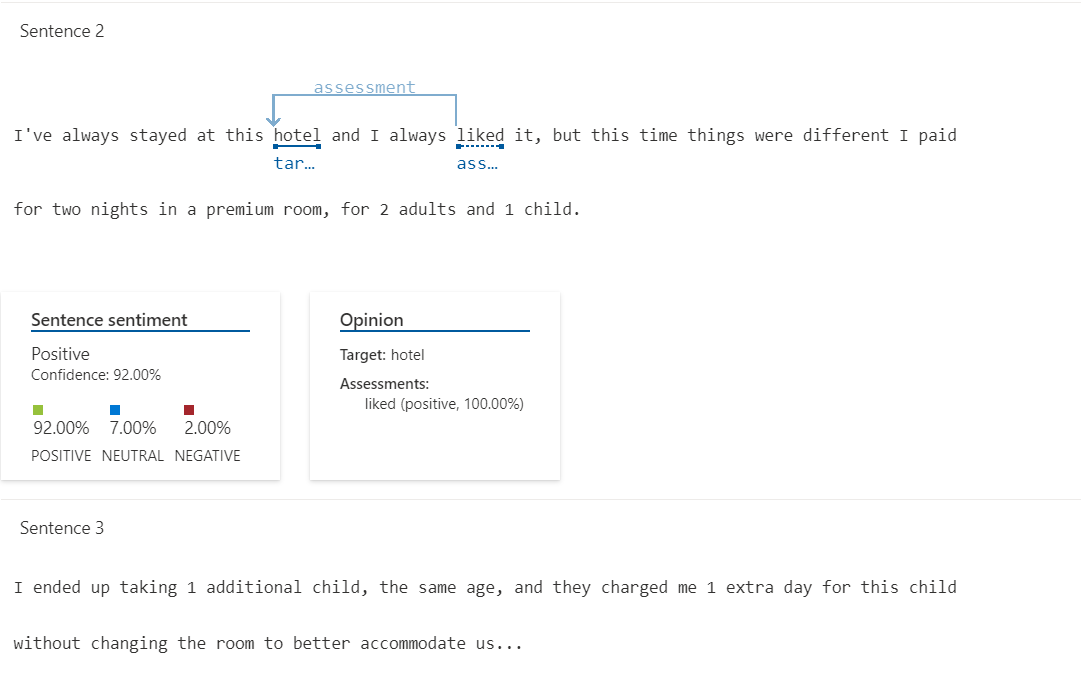 Sentence 2
assessment
I've always stayed at this hotel and I always liked it, but this time things were different I paid
tar... ass...
for two nights in a premium room, for 2 adults and 1 child.
Sentence sentiment
Positive
Confidence: 92.00%
92.00% 7.00% 2.00%
POSITIVE NEUTRAL NEGATIVE
Opinion
Target: hotel
Assessments:
liked (positive, 100.00%)
Sentence 3
I ended up taking 1 additional child, the same age, and they charged me 1 extra day for this child
without changing the room to better accommodate us...